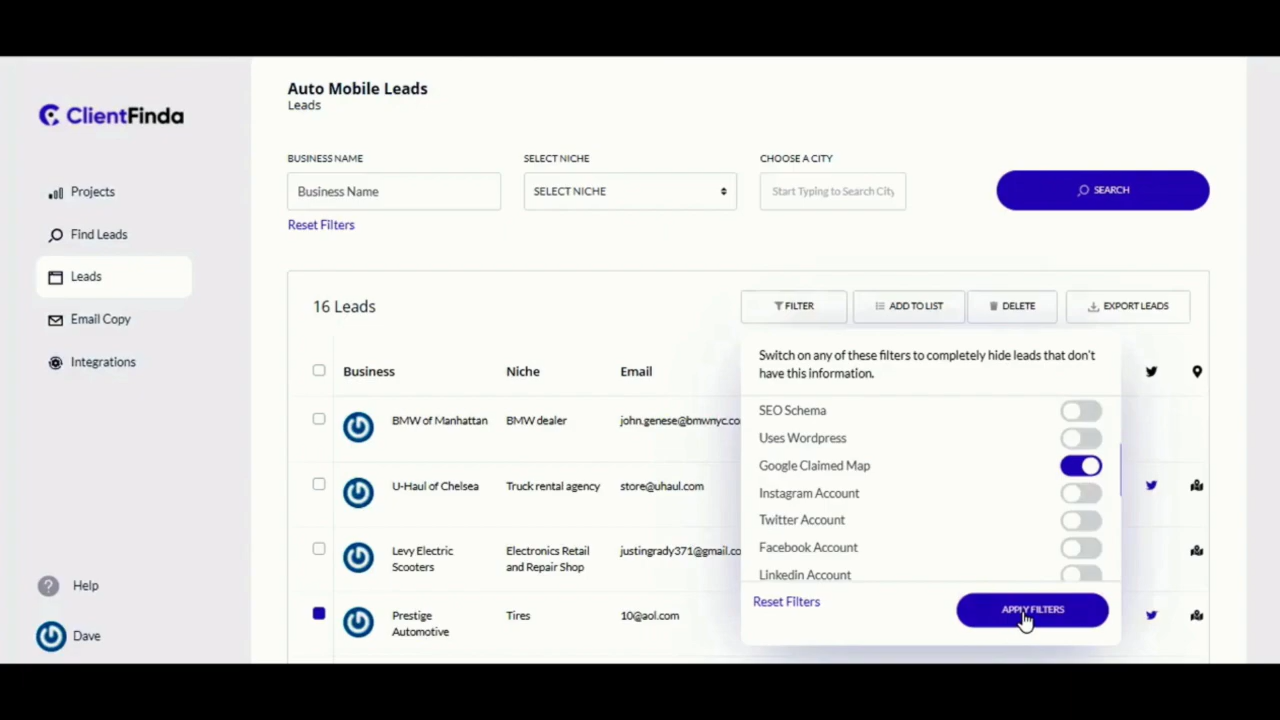 ClientFinda
Projects
Find Leads
Leads
Email Copy
Integrations
Help
Dave
Auto Mobile Leads
Leads
BUSINESS NAME
SELECT NICHE
CHOOSE A CITY
Business Name
SELECT NICHE
Start Typing to Search City
SEARCH
Reset Filters
16 Leads
FILTER
ADD TO LIST
DELETE
EXPORT LEADS
Business
Niche
Email
BMW of Manhattan
BMW dealer
john.genese@bmwnyc.co
U-Haul of Chelsea
Truck rental agency
store@uhaul.com
Levy Electric
Scooters
Electronics Retail
and Repair Shop
justingrady371@gmail.co
Prestige
Automotive
Tires
10@aol.com
Switch on any of these filters to completely hide leads that don't
have this information.
SEO Schema
Uses Wordpress
Google Claimed Map
Instagram Account
Twitter Account
Facebook Account
Linkedin Account
Reset Filters
APPLY FILTERS